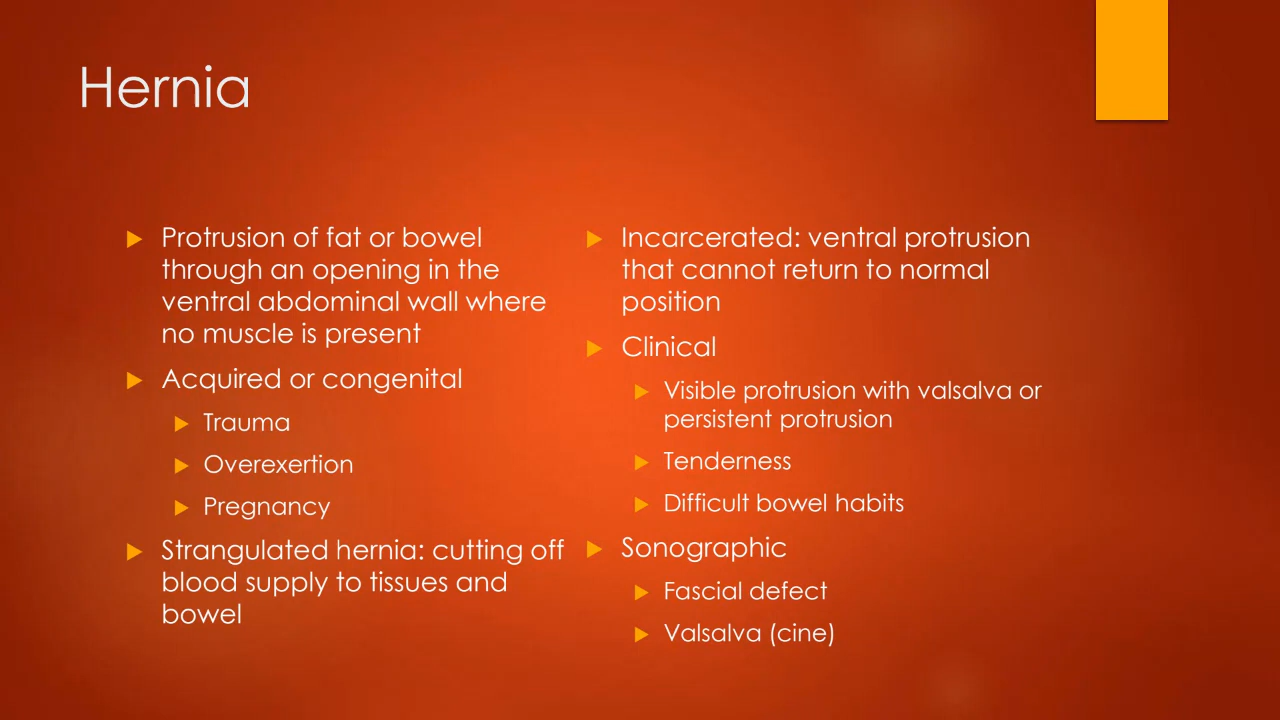 Hernia
Protrusion of fat or bowel
through an opening in the
ventral abdominal wall where
no muscle is present
Acquired or congenital
Trauma
Overexertion
Pregnancy
Strangulated hernia: cutting off
blood supply to tissues and
bowel
Incarcerated: ventral protrusion
that cannot return to normal
position
Clinical
Visible protrusion with valsalva or
persistent protrusion
Tenderness
Difficult bowel habits
Sonographic
Fascial defect
Valsalva (cine)